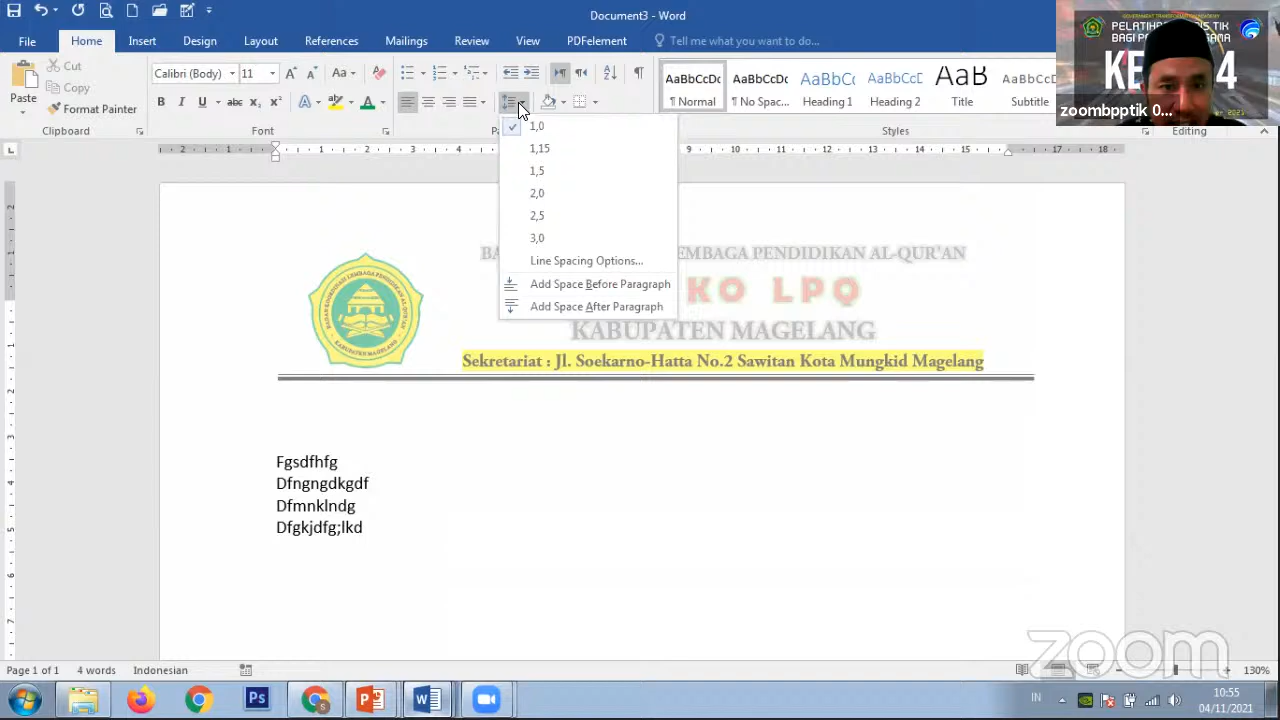 Document3 - Word
File Home Insert Design Layout References Mailings Review View PDFelement Tell me what you want to do...
Cut
Copy
Format Painter
Paste
Clipboard
Calibri (Body) 11
Font
AaBbCcDc AaBbCcDc AaBbCc AaBbCcD AaB AaBbCcD
¶ Normal ¶ No Spac... Heading 1 Heading 2 Title Subtitle
Styles
Editing
PELATIHAN
BAGI
zoombpptik 0...
1,0
1,15
1,5
2,0
2,5
3,0
Line Spacing Options...
Add Space Before Paragraph
Add Space After Paragraph
LEMBAGA PENDIDIKAN AL-QUR'AN
KO LPQ
KABUPATEN MAGELANG
Sekretariat : Jl. Soekarno-Hatta No.2 Sawitan Kota Mungkid Magelang
Fgsdfhfg
Dfngngdkgdf
Dfmnklndg
Dfgkjdfg;lkd
zoom
Page 1 of 1 4 words Indonesian 130%
IN 10:55
04/11/2021